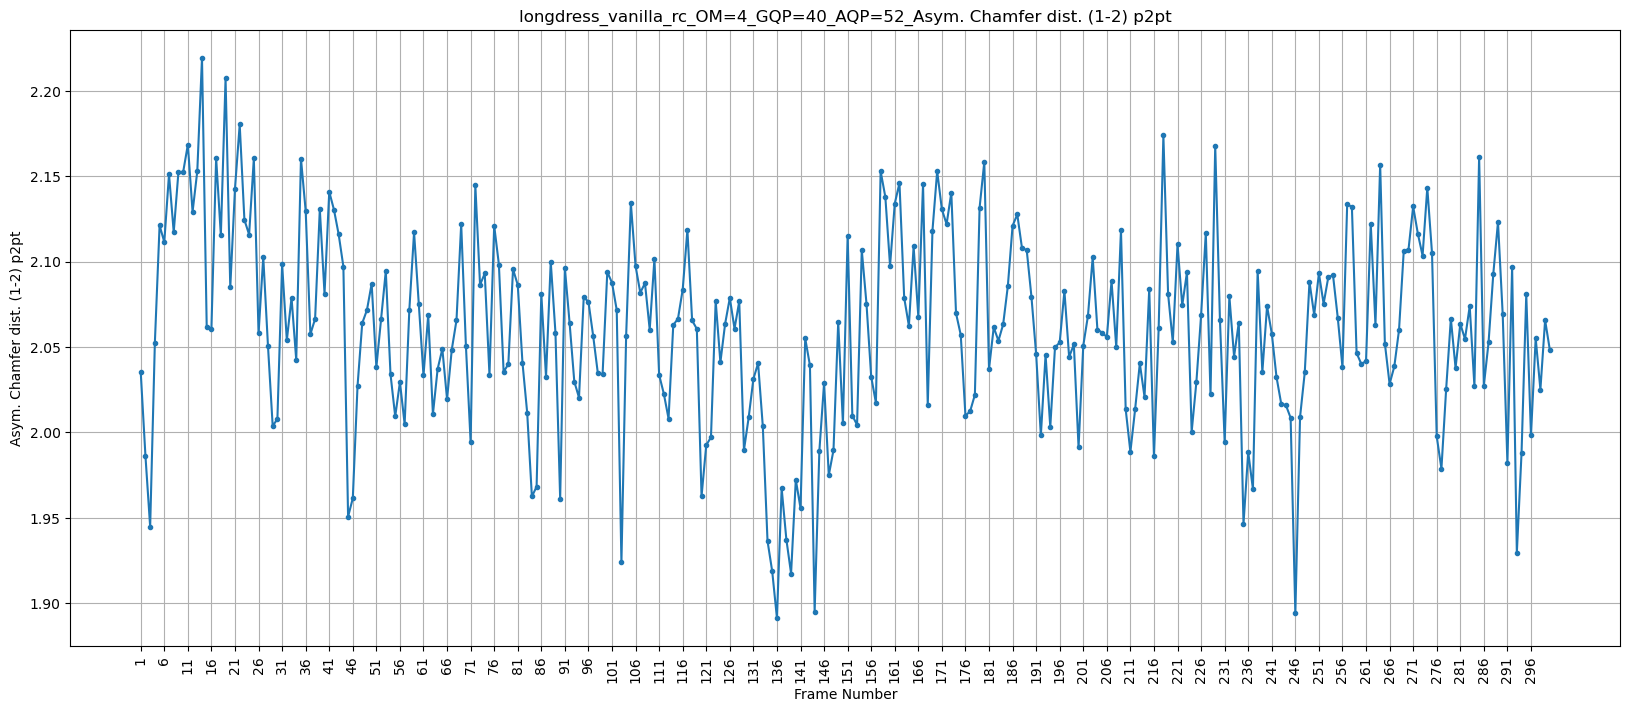 longdress_vanilla_rc_OM=4_GQP=40_AQP=52_Asym. Chamfer dist. (1-2) p2pt
Asym. Chamfer dist. (1-2) p2pt
2.20
2.15
2.10
2.05
2.00
1.95
1.90
1 6 11 16 21 26 31 36 41 46 51 56 61 66 71 76 81 86 91 96 101 106 111 116 121 126 131 136 141 146 151 156 161 166 171 176 181 186 191 196 201 206 211 216 221 226 231 236 241 246 251 256 261 266 271 276 281 286 291 296
Frame Number